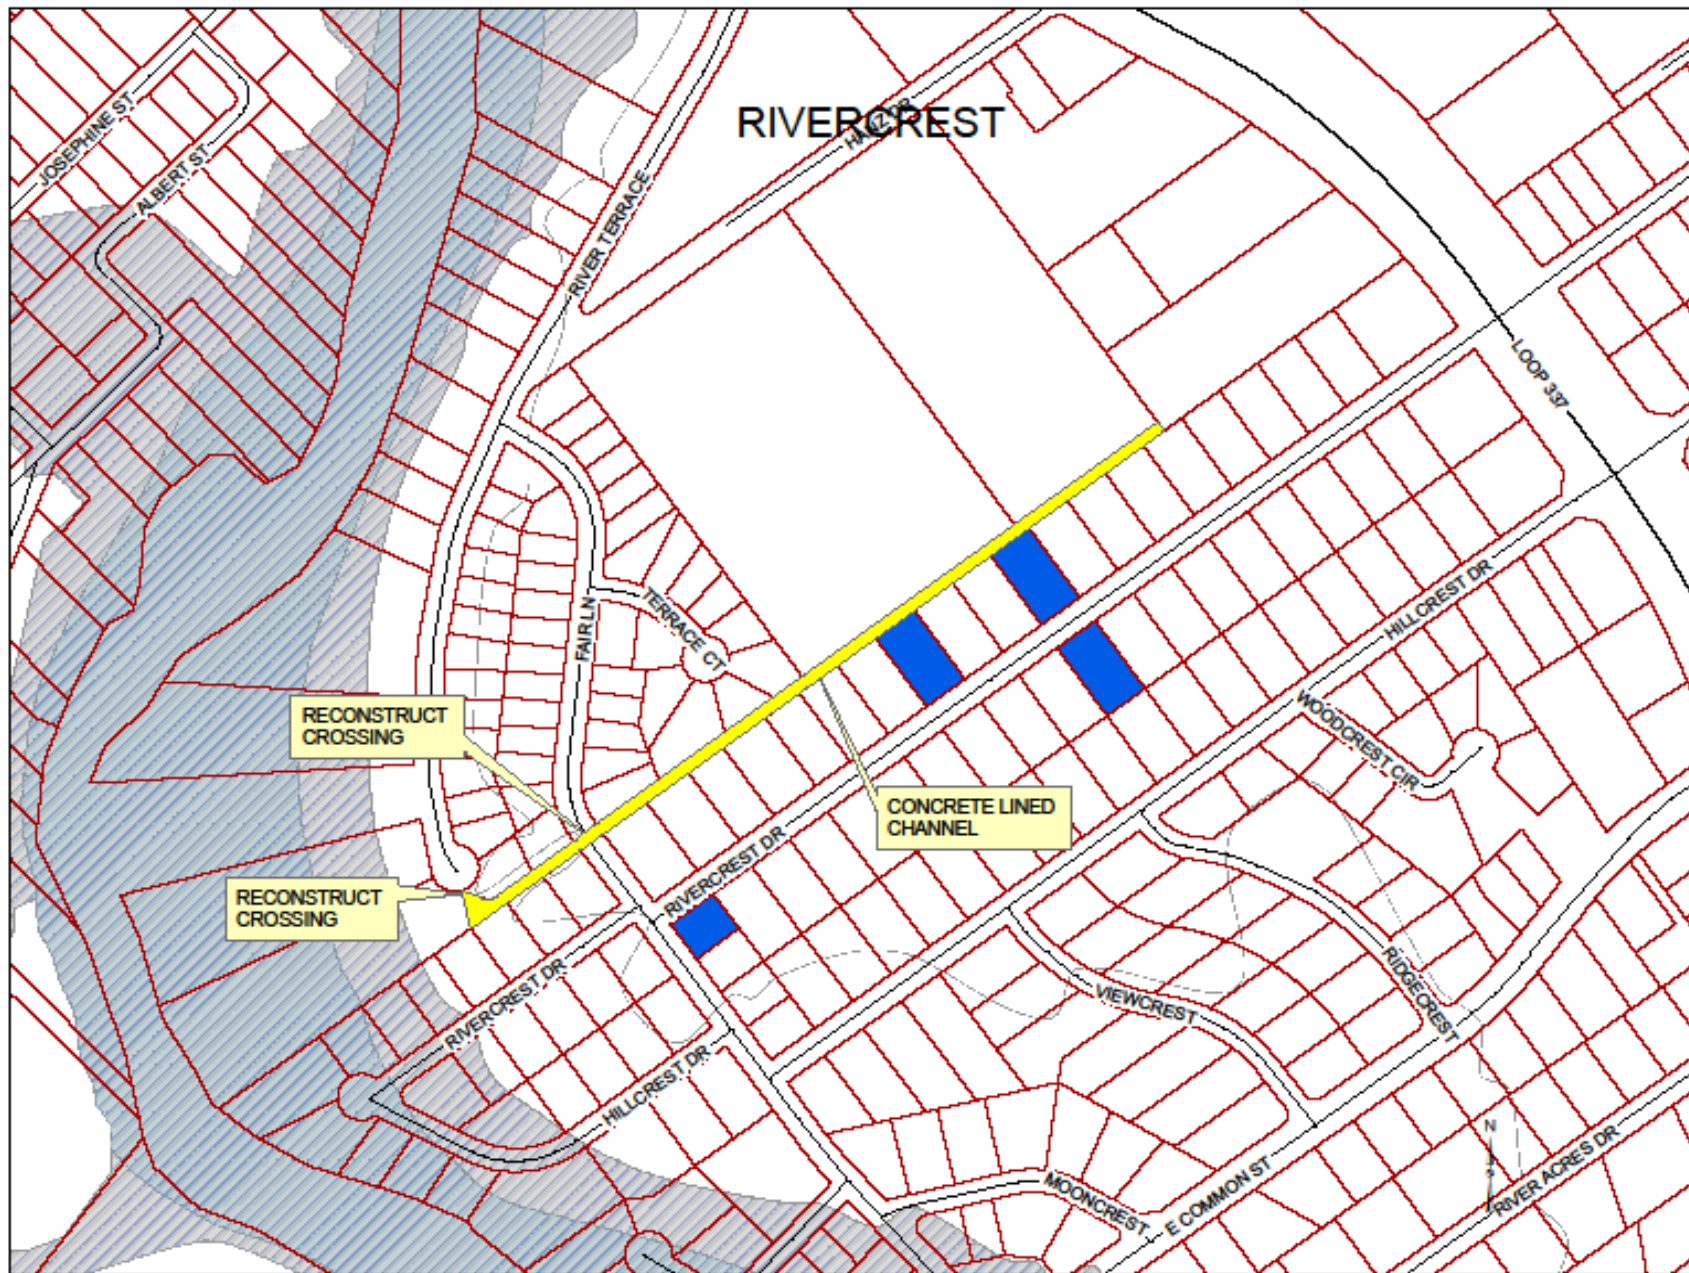 RIVERCREST
HANZ DR
JOSEPHINE ST
ALBERT ST
RIVER TERRACE
LOOP 337
FAIR LN
TERRACE CT
HILLCREST DR
WOODCREST CIR
RECONSTRUCT
CROSSING
CONCRETE LINED
CHANNEL
RIVERCREST DR
RECONSTRUCT
CROSSING
RIVERCREST DR
VIEWCREST
RIDGECREST
HILLCREST DR
MOONCREST
E COMMON ST
RIVER ACRES DR
N